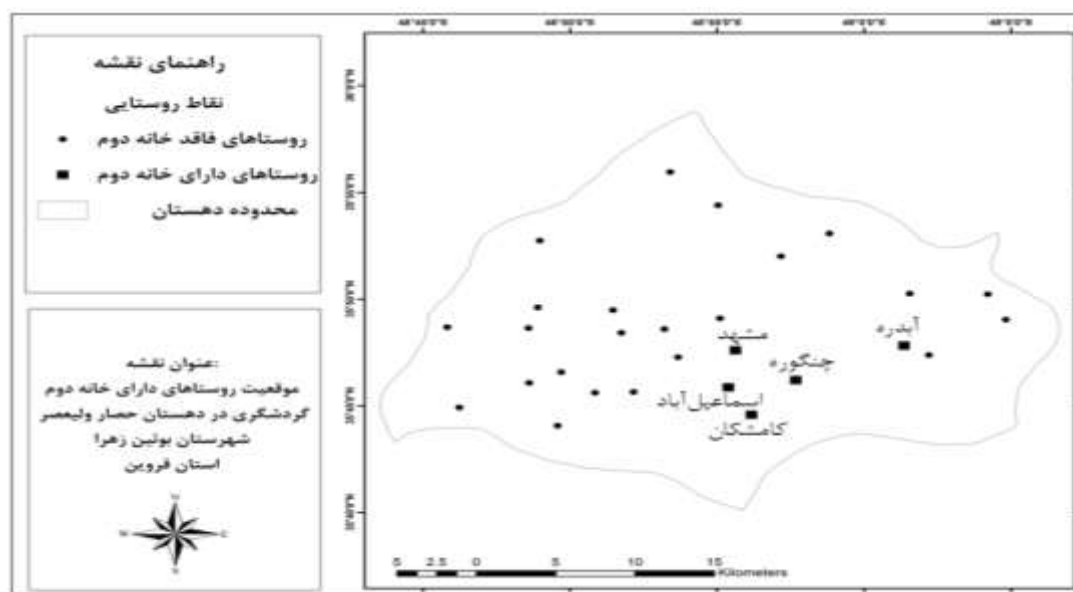 راهنمای نقشه
نقاط روستایی
روستاهای فاقد خانه دوم
روستاهای دارای خانه دوم
محدوده دهستان
عنوان نقشه:
موقعیت روستاهای دارای خانه دوم
گردشگری در دهستان حصار ولیعصر
شهرستان بوئین زهرا
استان قزوین
N
W E
S
آبدره
مشهد
چنگوره
اسماعیل‌آباد
کامشکان
5 2.5 0 5 10 15
Kilometers